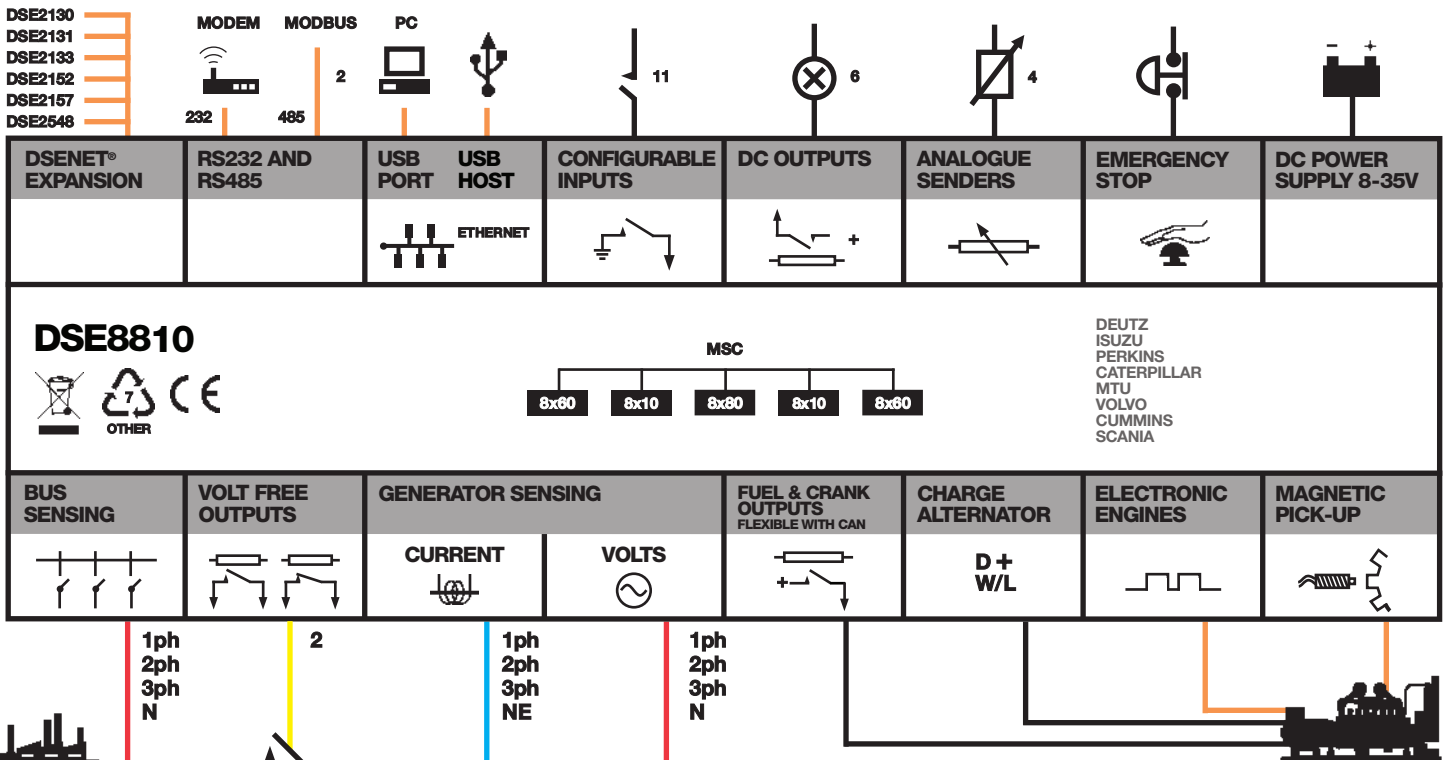 DSE2130
DSE2131
DSE2133
DSE2152
DSE2157
DSE2548
MODEM
232
MODBUS
2
485
PC
11
6
4
- +
DSENET®
EXPANSION
RS232 AND
RS485
USB
PORT
USB
HOST
ETHERNET
CONFIGURABLE
INPUTS
DC OUTPUTS
+
ANALOGUE
SENDERS
EMERGENCY
STOP
DC POWER
SUPPLY 8-35V
DSE8810
7
OTHER
CE
MSC
8x60 8x10 8x80 8x10 8x60
DEUTZ
ISUZU
PERKINS
CATERPILLAR
MTU
VOLVO
CUMMINS
SCANIA
BUS
SENSING
VOLT FREE
OUTPUTS
GENERATOR SENSING
CURRENT
VOLTS
FUEL & CRANK
OUTPUTS
FLEXIBLE WITH CAN
+
CHARGE
ALTERNATOR
D+
W/L
ELECTRONIC
ENGINES
MAGNETIC
PICK-UP
1ph
2ph
3ph
N
2
1ph
2ph
3ph
NE
1ph
2ph
3ph
N